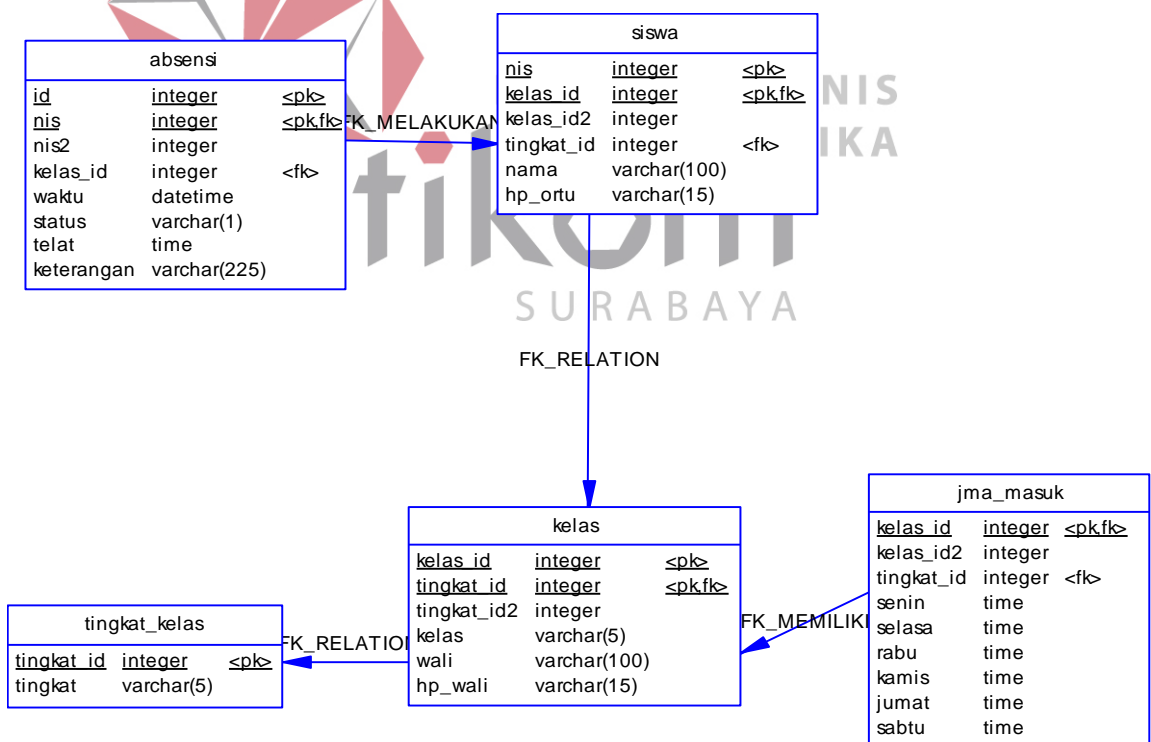 absensi
id integer <pk>
nis integer <pk,fk>
nis2 integer
kelas_id integer <fk>
waktu datetime
status varchar(1)
telat time
keterangan varchar(225)
FK_MELAKUKAN
siswa
nis integer <pk>
kelas_id integer <pk,fk>
kelas_id2 integer
tingkat_id integer <fk>
nama varchar(100)
hp_ortu varchar(15)
NIS
IKA
SURABAYA
FK_RELATION
kelas
kelas_id integer <pk>
tingkat_id integer <pk,fk>
tingkat_id2 integer
kelas varchar(5)
wali varchar(100)
hp_wali varchar(15)
jma_masuk
kelas_id integer <pk,fk>
kelas_id2 integer
tingkat_id integer <fk>
senin time
selasa time
rabu time
kamis time
jumat time
sabtu time
FK_MEMILIKI
tingkat_kelas
tingkat_id integer <pk>
tingkat varchar(5)
FK_RELATION